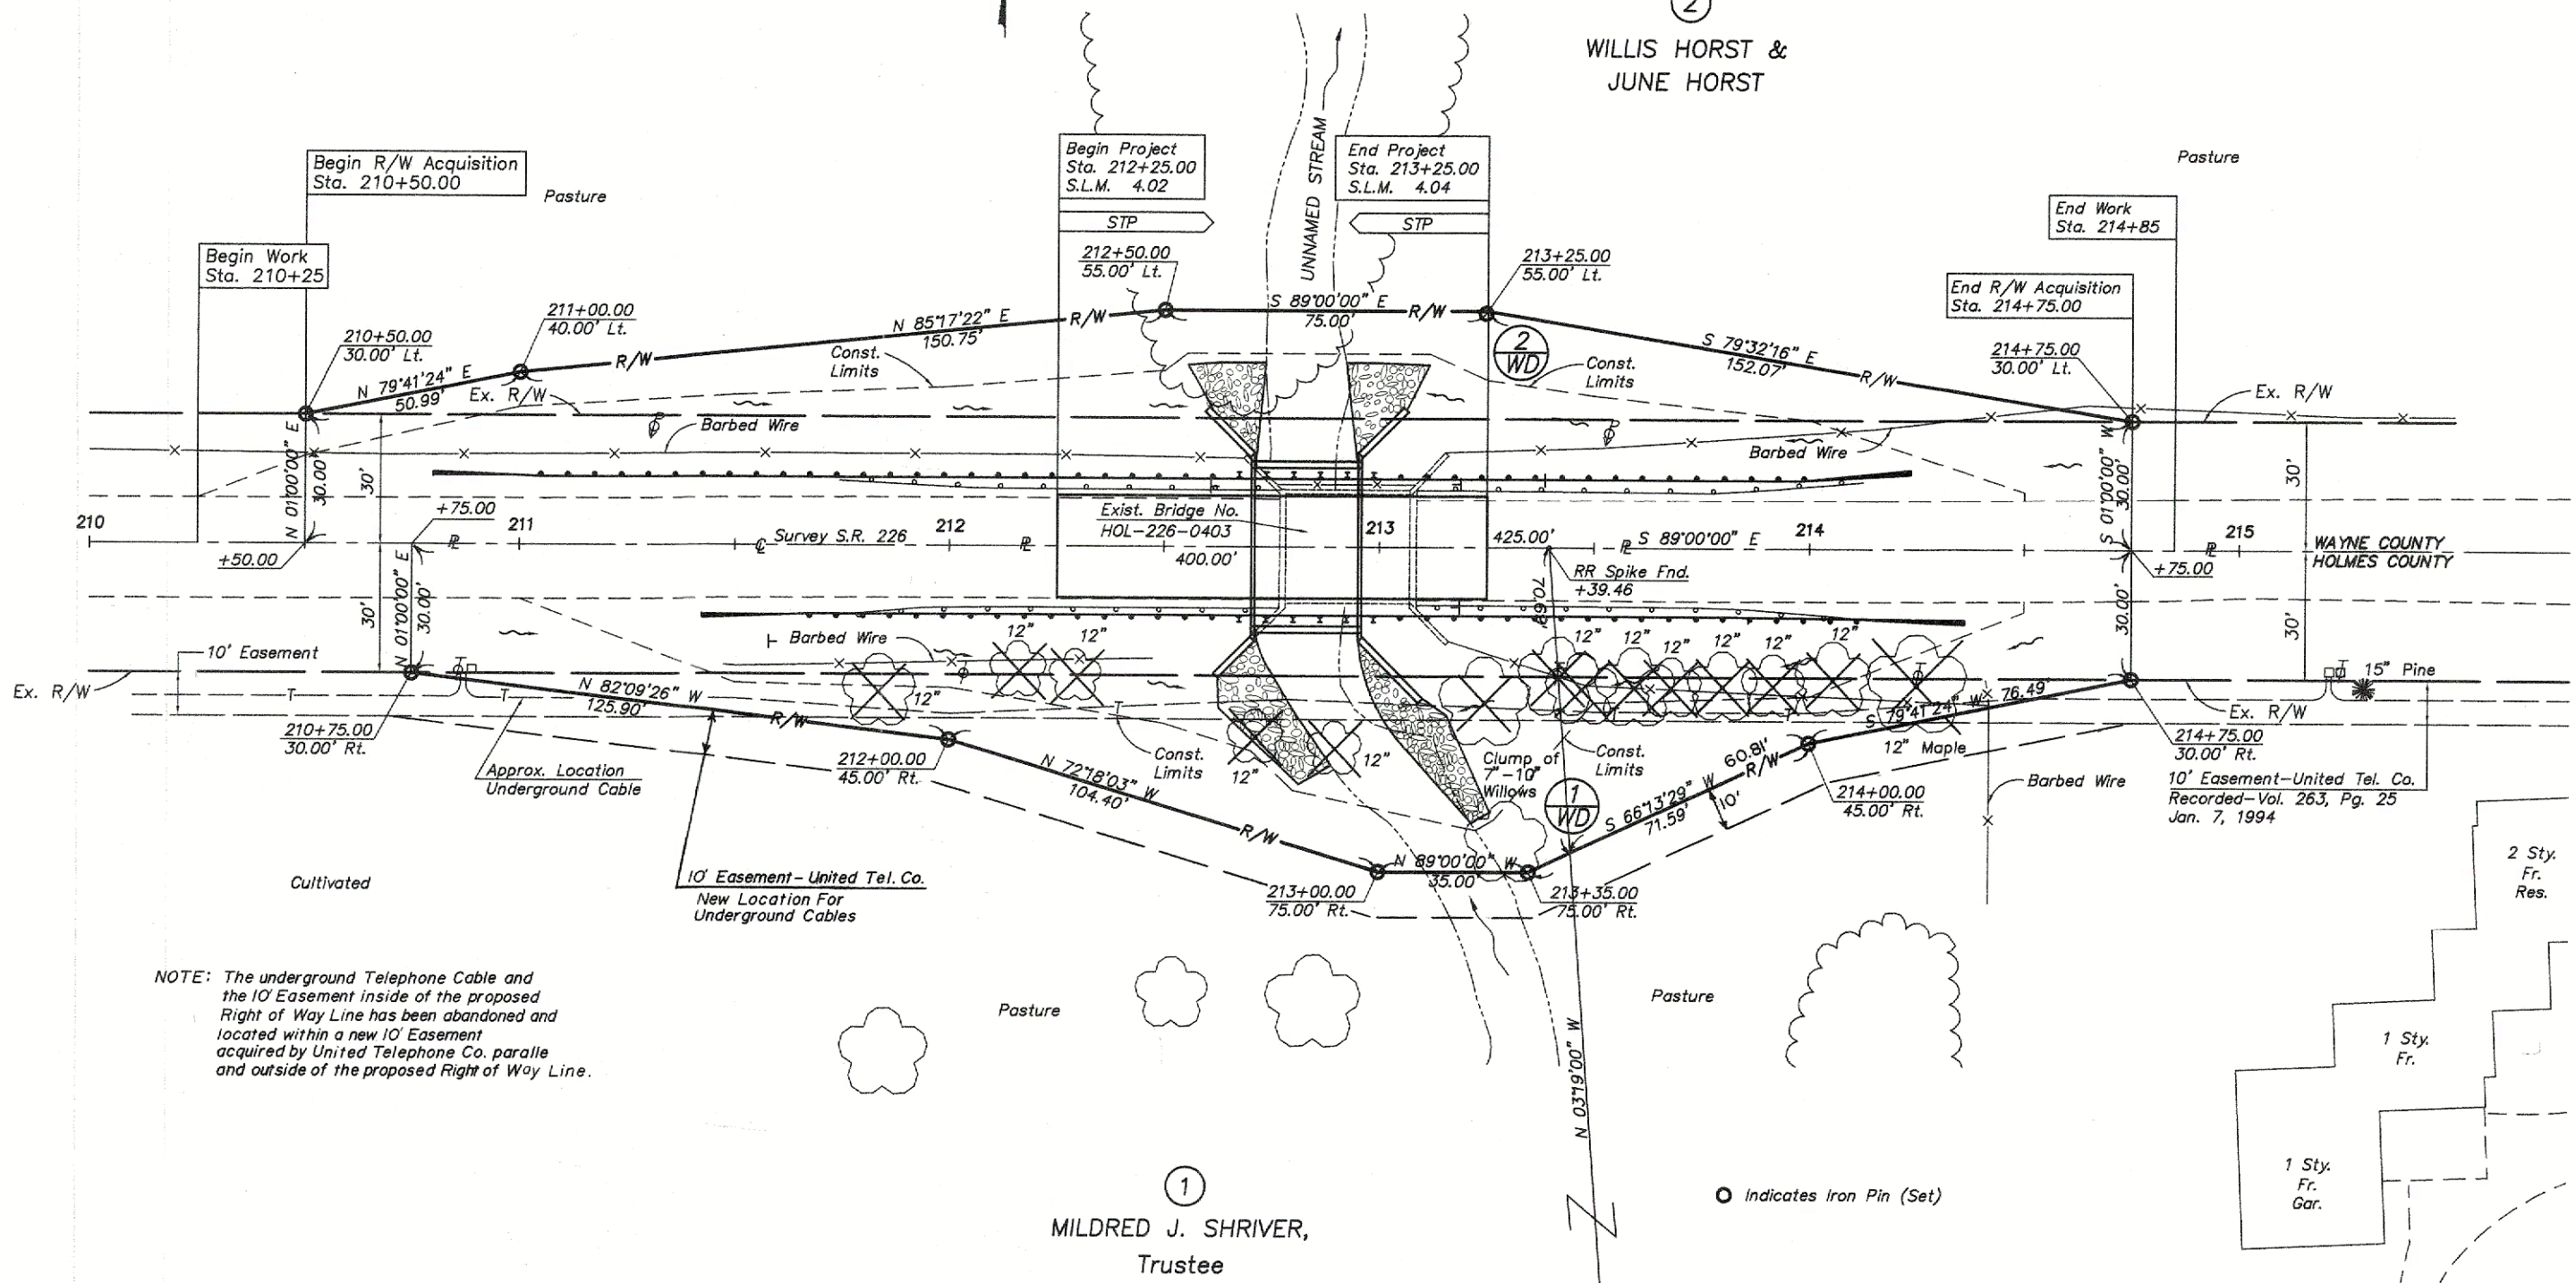 2
WILLIS HORST &
JUNE HORST
Begin R/W Acquisition
Sta. 210+50.00
Pasture
Begin Project
Sta. 212+25.00
S.L.M. 4.02
STP
UNNAMED STREAM
End Project
Sta. 213+25.00
S.L.M. 4.04
STP
Pasture
End Work
Sta. 214+85
Begin Work
Sta. 210+25
End R/W Acquisition
Sta. 214+75.00
210+50.00
30.00' Lt.
211+00.00
40.00' Lt.
212+50.00
55.00' Lt.
213+25.00
55.00' Lt.
214+75.00
30.00' Lt.
N 79°41'24" E
50.99'
R/W
N 85°17'22" E
150.75'
R/W
S 89°00'00" E
75.00'
R/W
2
WD
S 79°32'16" E
152.07'
R/W
Const.
Limits
Const.
Limits
Ex. R/W
Ex. R/W
Barbed Wire
Barbed Wire
N 01°00'00" E
30.00'
30'
S 01°00'00" W
30.00'
30'
210
+50.00
+75.00
211
Survey S.R. 226
212
Exist. Bridge No.
HOL-226-0403
400.00'
213
425.00'
S 89°00'00" E
214
215
WAYNE COUNTY
HOLMES COUNTY
RR Spike Fnd.
+39.46
+75.00
N 01°00'00" E
30.00'
30'
70.69'
30.00'
30'
10' Easement
Barbed Wire
12"
12"
12"
12"
12"
12"
12"
12"
12"
Ex. R/W
N 82°09'26" W
125.90'
R/W
S 79°41'24" W
76.49'
15" Pine
Ex. R/W
210+75.00
30.00' Rt.
212+00.00
45.00' Rt.
N 72°18'03" W
104.40'
R/W
Const.
Limits
12"
12"
Clump of
7"-10"
Willows
Const.
Limits
1
WD
S 66°13'29" W
71.59'
60.81'
R/W
10'
12" Maple
214+00.00
45.00' Rt.
214+75.00
30.00' Rt.
Barbed Wire
10' Easement-United Tel. Co.
Recorded-Vol. 263, Pg. 25
Jan. 7, 1994
Approx. Location
Underground Cable
Cultivated
10' Easement-United Tel. Co.
New Location For
Underground Cables
N 89°00'00" W
35.00'
213+00.00
75.00' Rt.
213+35.00
75.00' Rt.
2 Sty.
Fr.
Res.
NOTE: The underground Telephone Cable and
the 10' Easement inside of the proposed
Right of Way Line has been abandoned and
located within a new 10' Easement
acquired by United Telephone Co. paralle
and outside of the proposed Right of Way Line.
Pasture
Pasture
N 03°19'00" W
1 Sty.
Fr.
1 Sty.
Fr.
Gar.
1
MILDRED J. SHRIVER,
Trustee
Indicates Iron Pin (Set)